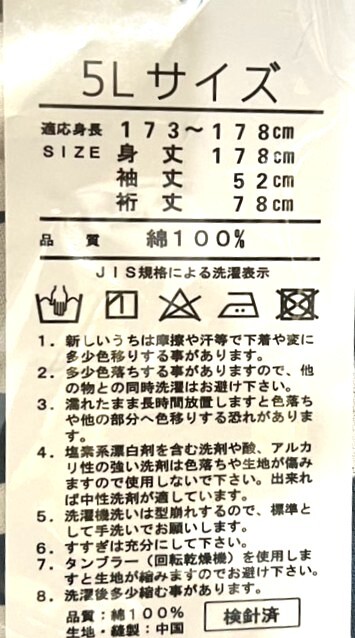 5Lサイズ
適応身長 173〜178cm
SIZE 身丈 178cm
袖丈 52cm
裄丈 78cm
品質 綿100%
JIS規格による洗濯表示
1. 新しいうちは摩擦や汗等で下着や変に
多少色移りする事があります。
2. 多少色落ちする事がありますので、他
の物との同時洗濯はお避け下さい。
3. 濡れたまま長時間放置しますと色落ち
や他の部分へ色移りする恐れがありま
す。
4. 塩素系漂白剤を含む洗剤や酸、アルカ
リ性の強い洗剤は色落ちや生地が傷み
ますので使用しないで下さい。出来れ
ば中性洗剤が適しています。
5. 洗濯機洗いは型崩れするので、標準と
して手洗いでお願いします。
6. すすぎは充分にして下さい。
7. タンブラー(回転乾燥機)を使用しま
すと生地が縮みますのでお避け下さい。
8. 洗濯後多少縮む事があります。
品質:綿100%
生地・縫製:中国
検針済